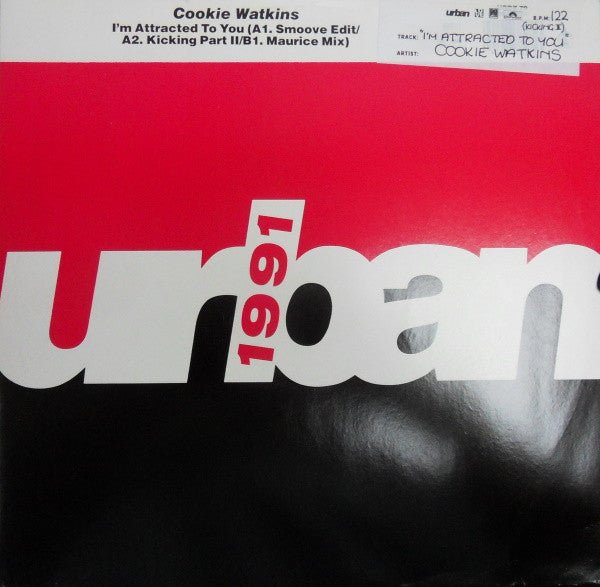 Cookie Watkins
I'm Attracted To You (A1. Smoove Edit/
A2. Kicking Part II/B1. Maurice Mix)
urban
B.P.M. 122
(KICKING II)
TRACK: "I'M ATTRACTED TO YOU"
ARTIST: COOKIE WATKINS
urban
1991